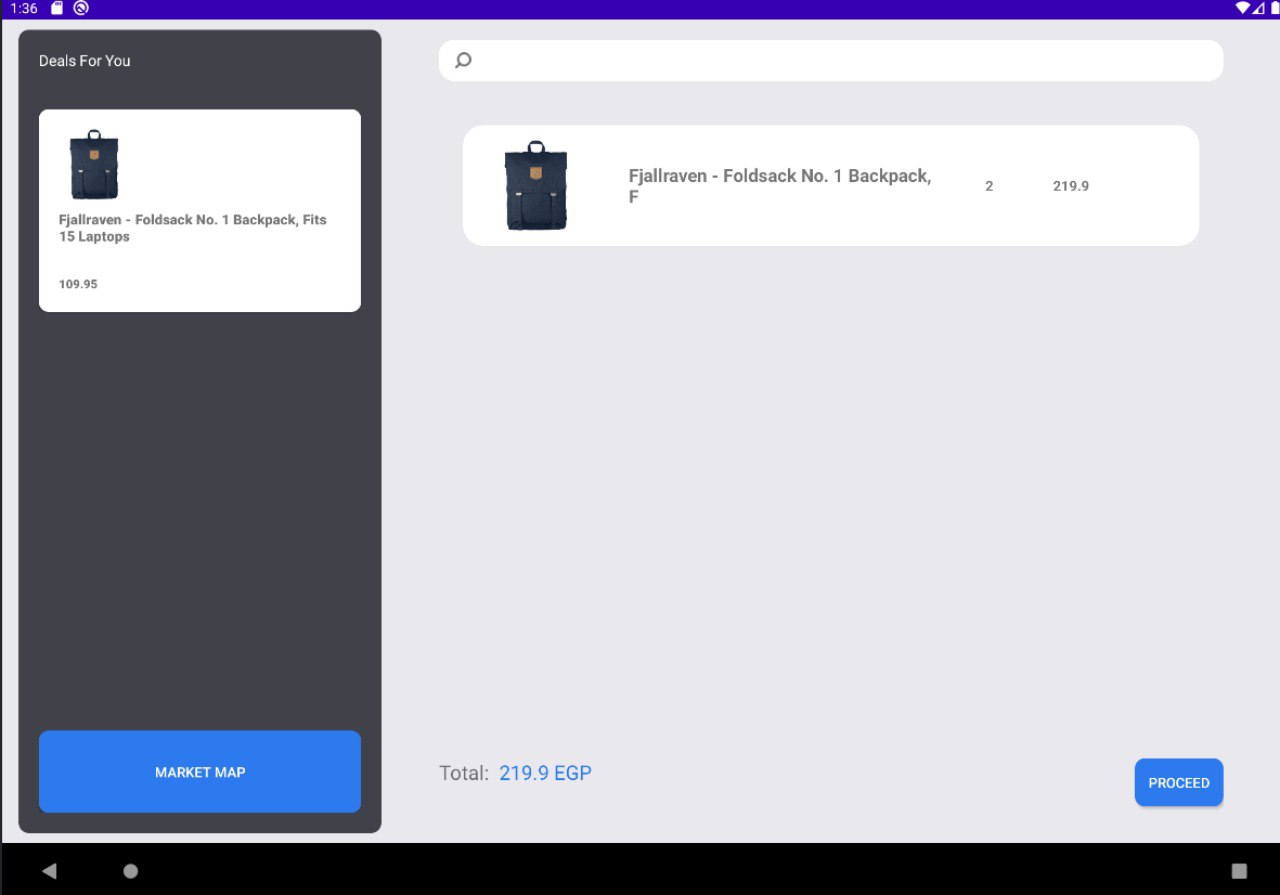 1:36
Deals For You
Fjallraven - Foldsack No. 1 Backpack, Fits
15 Laptops
109.95
MARKET MAP
Fjallraven - Foldsack No. 1 Backpack,
F
2
219.9
Total: 219.9 EGP
PROCEED